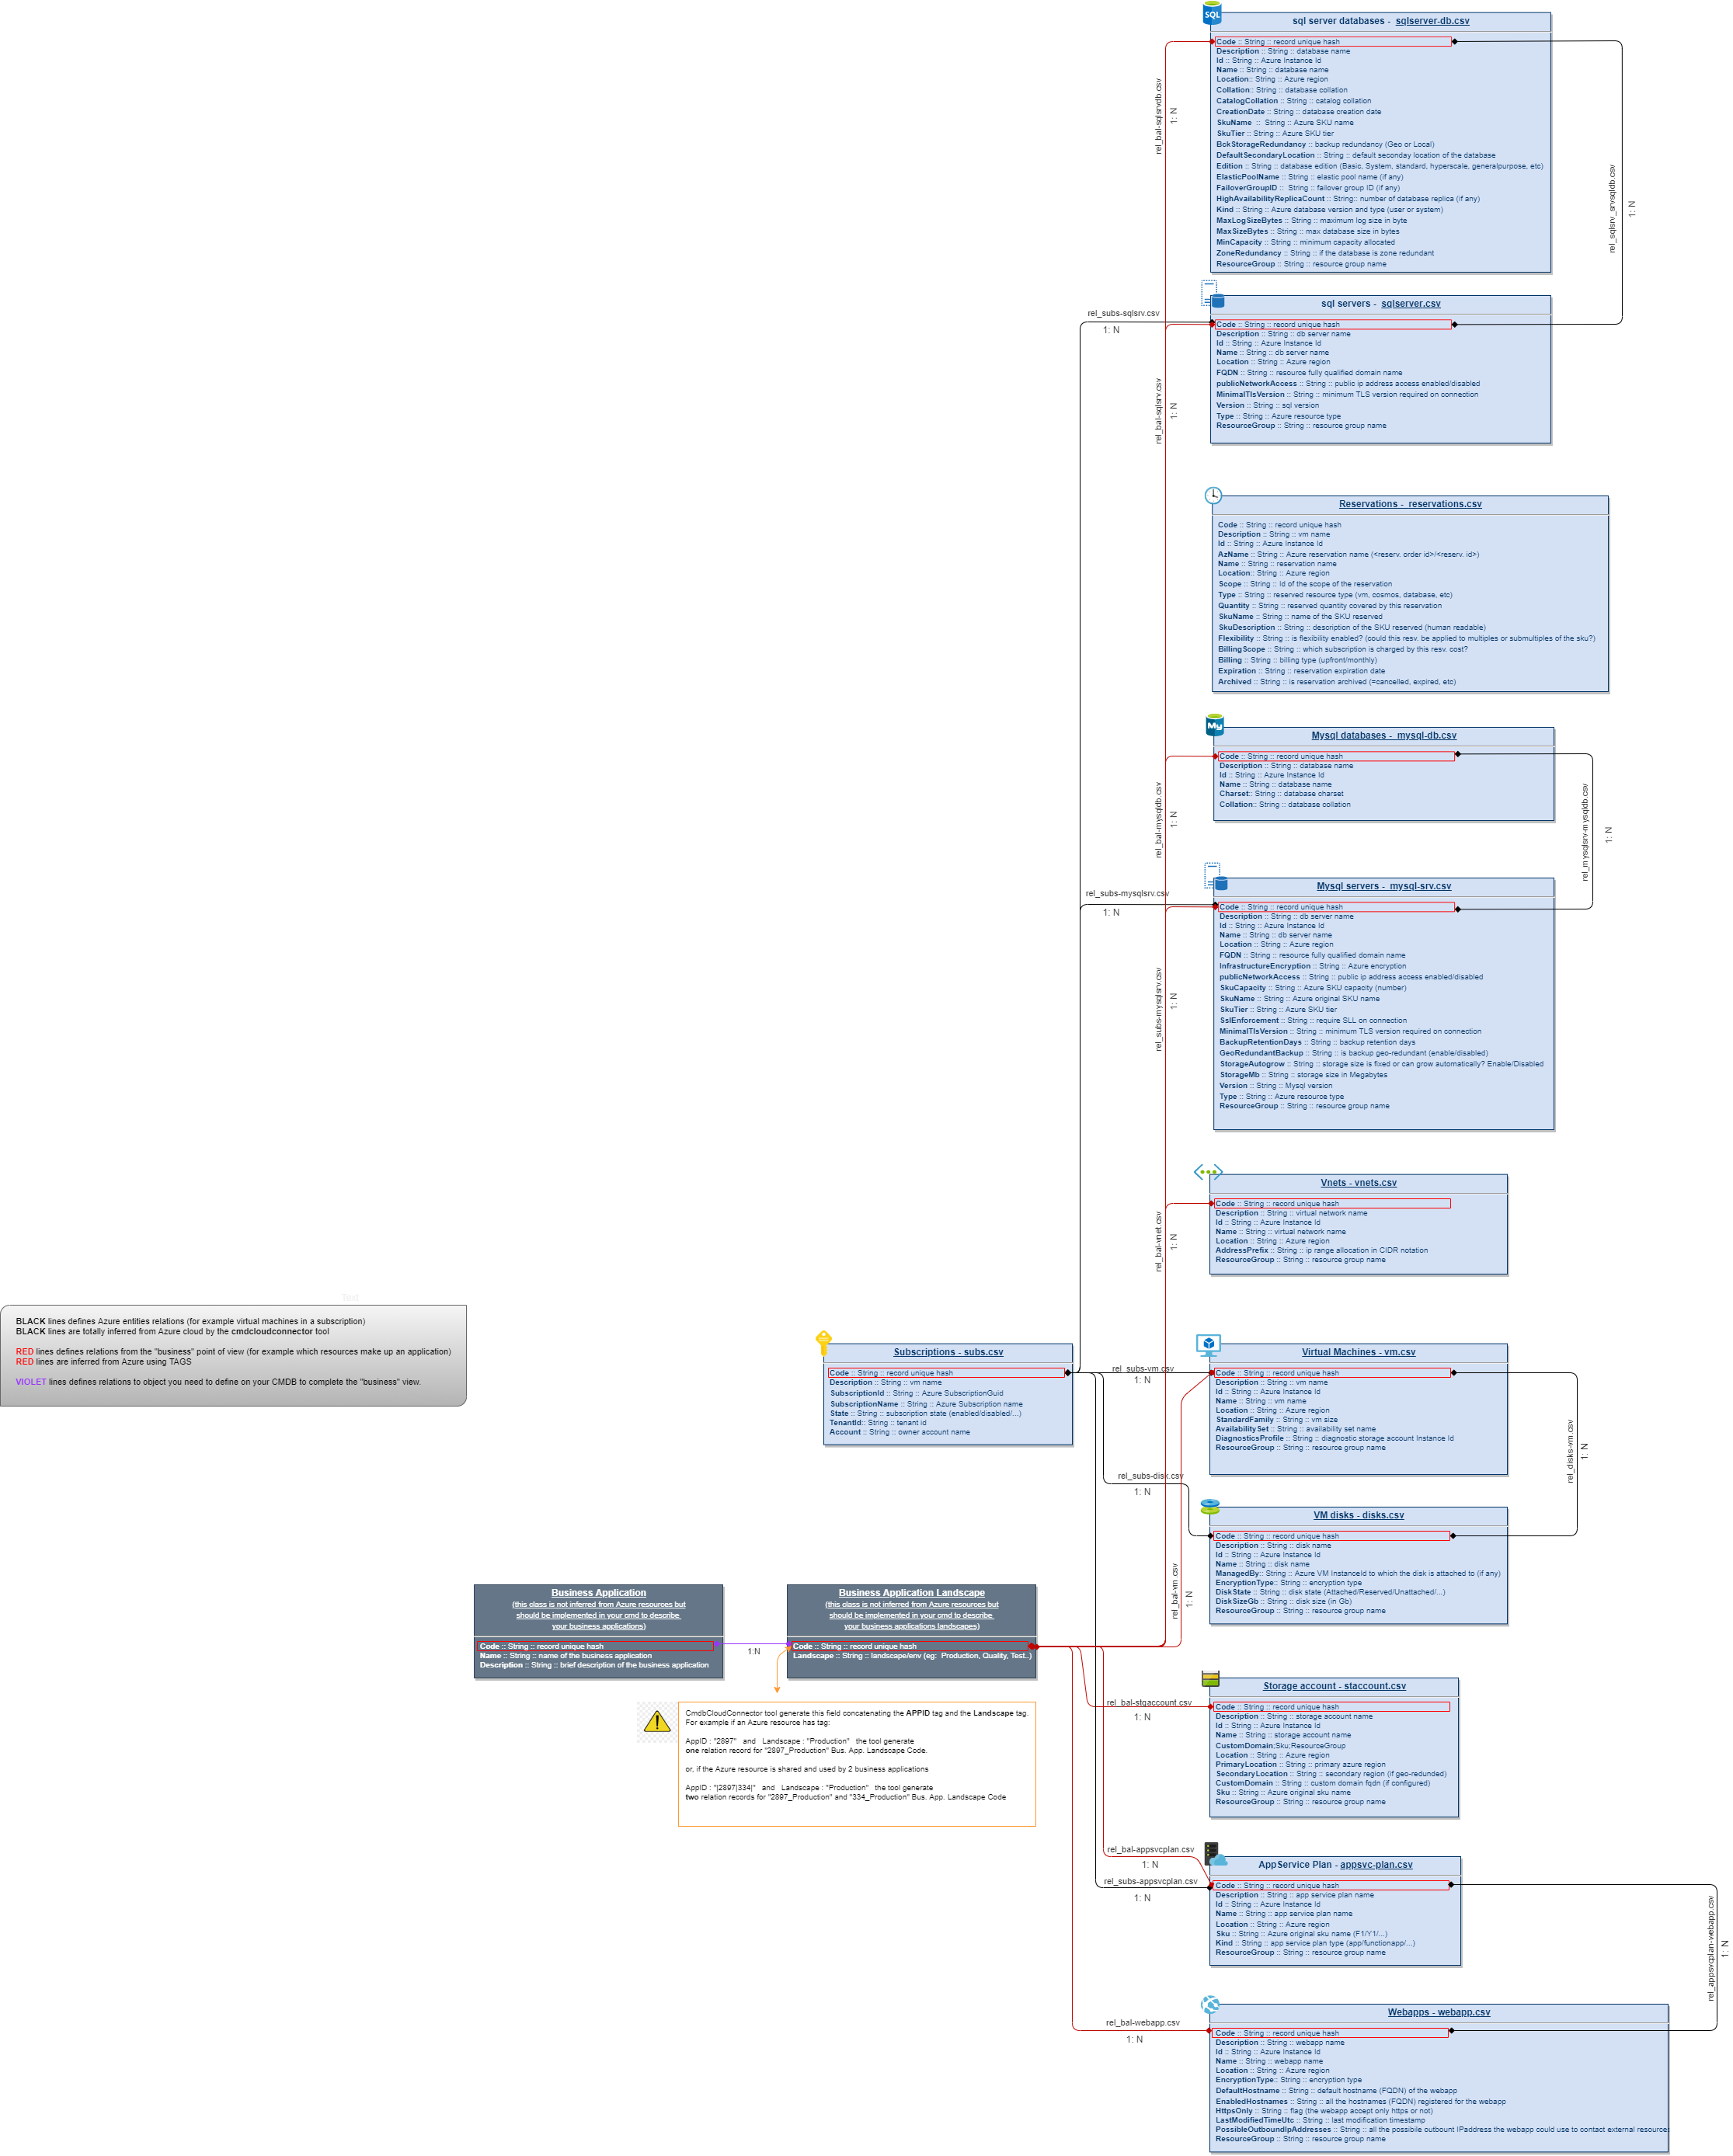 SQL
sql server databases - sqlserver-db.csv
Code :: String :: record unique hash
Description :: String :: database name
Id :: String :: Azure Instance Id
Name :: String :: database name
Location:: String :: Azure region
Collation:: String :: database collation
CatalogCollation :: String :: catalog collation
CreationDate :: String :: database creation date
SkuName :: String :: Azure SKU name
SkuTier :: String :: Azure SKU tier
BckStorageRedundancy :: backup redundancy (Geo or Local)
DefaultSecondaryLocation :: String :: default seconday location of the database
Edition :: String :: database edition (Basic, System, standard, hyperscale, generalpurpose, etc)
ElasticPoolName :: String :: elastic pool name (if any)
FailoverGroupID :: String :: failover group ID (if any)
HighAvailabilityReplicaCount :: String:: number of database replica (if any)
Kind :: String :: Azure database version and type (user or system)
MaxLogSizeBytes :: String :: maximum log size in byte
MaxSizeBytes :: String :: max database size in bytes
MinCapacity :: String :: minimum capacity allocated
ZoneRedundancy :: String :: if the database is zone redundant
ResourceGroup :: String :: resource group name
rel_bal-sqlsrvdb.csv
1: N
rel_sqlsrv_srvsqldb.csv
1: N
sql servers - sqlserver.csv
Code :: String :: record unique hash
Description :: String :: db server name
Id :: String :: Azure Instance Id
Name :: String :: db server name
Location :: String :: Azure region
FQDN :: String :: resource fully qualified domain name
publicNetworkAccess :: String :: public ip address access enabled/disabled
MinimalTlsVersion :: String :: minimum TLS version required on connection
Version :: String :: sql version
Type :: String :: Azure resource type
ResourceGroup :: String :: resource group name
rel_subs-sqlsrv.csv
1: N
rel_bal-sqlsrv.csv
1: N
Reservations - reservations.csv
Code :: String :: record unique hash
Description :: String :: vm name
Id :: String :: Azure Instance Id
AzName :: String :: Azure reservation name (<reserv. order id>/<reserv. id>)
Name :: String :: reservation name
Location:: String :: Azure region
Scope :: String :: Id of the scope of the reservation
Type :: String :: reserved resource type (vm, cosmos, database, etc)
Quantity :: String :: reserved quantity covered by this reservation
SkuName :: String :: name of the SKU reserved
SkuDescription :: String :: description of the SKU reserved (human readable)
Flexibility :: String :: is flexibility enabled? (could this resv. be applied to multiples or submultiples of the sku?)
BillingScope :: String :: which subscription is charged by this resv. cost?
Billing :: String :: billing type (upfront/monthly)
Expiration :: String :: reservation expiration date
Archived :: String :: is reservation archived (=cancelled, expired, etc)
My
Mysql databases - mysql-db.csv
Code :: String :: record unique hash
Description :: String :: database name
Id :: String :: Azure Instance Id
Name :: String :: database name
Charset:: String :: database charset
Collation:: String :: database collation
rel_bal-mysqldb.csv
1: N
rel_mysqlsrv-mysqldb.csv
1: N
Mysql servers - mysql-srv.csv
Code :: String :: record unique hash
Description :: String :: db server name
Id :: String :: Azure Instance Id
Name :: String :: db server name
Location :: String :: Azure region
FQDN :: String :: resource fully qualified domain name
InfrastructureEncryption :: String :: Azure encryption
publicNetworkAccess :: String :: public ip address access enabled/disabled
SkuCapacity :: String :: Azure SKU capacity (number)
SkuName :: String :: Azure original SKU name
SkuTier :: String :: Azure SKU tier
SslEnforcement :: String :: require SLL on connection
MinimalTlsVersion :: String :: minimum TLS version required on connection
BackupRetentionDays :: String :: backup retention days
GeoRedundantBackup :: String :: is backup geo-redundant (enable/disabled)
StorageAutogrow :: String :: storage size is fixed or can grow automatically? Enable/Disabled
StorageMb :: String :: storage size in Megabytes
Version :: String :: Mysql version
Type :: String :: Azure resource type
ResourceGroup :: String :: resource group name
rel_subs-mysqlsrv.csv
1: N
rel_subs-mysqlsrv.csv
1: N
Vnets - vnets.csv
Code :: String :: record unique hash
Description :: String :: virtual network name
Id :: String :: Azure Instance Id
Name :: String :: virtual network name
Location :: String :: Azure region
AddressPrefix :: String :: ip range allocation in CIDR notation
ResourceGroup :: String :: resource group name
rel_bal-vnet.csv
1: N
Text
BLACK lines defines Azure entities relations (for example virtual machines in a subscription)
BLACK lines are totally inferred from Azure cloud by the cmdcloudconnector tool
RED lines defines relations from the "business" point of view (for example which resources make up an application)
RED lines are inferred from Azure using TAGS
VIOLET lines defines relations to object you need to define on your CMDB to complete the "business" view.
Subscriptions - subs.csv
Code :: String :: record unique hash
Description :: String :: vm name
SubscriptionId :: String :: Azure SubscriptionGuid
SubscriptionName :: String :: Azure Subscription name
State :: String :: subscription state (enabled/disabled/...)
TenantId:: String :: tenant id
Account :: String :: owner account name
rel_subs-vm.csv
1: N
Virtual Machines - vm.csv
Code :: String :: record unique hash
Description :: String :: vm name
Id :: String :: Azure Instance Id
Name :: String :: vm name
Location :: String :: Azure region
StandardFamily :: String :: vm size
AvailabilitySet :: String :: availability set name
DiagnosticsProfile :: String :: diagnostic storage account Instance Id
ResourceGroup :: String :: resource group name
rel_disks-vm.csv
1: N
rel_subs-disk.csv
1: N
VM disks - disks.csv
Code :: String :: record unique hash
Description :: String :: disk name
Id :: String :: Azure Instance Id
Name :: String :: disk name
ManagedBy:: String :: Azure VM InstanceId to which the disk is attached to (if any)
EncryptionType:: String :: encryption type
DiskState :: String :: disk state (Attached/Reserved/Unattached/...)
DiskSizeGb :: String :: disk size (in Gb)
ResourceGroup :: String :: resource group name
rel_bal-vm.csv
1: N
Business Application
(this class is not inferred from Azure resources but
should be implemented in your cmd to describe
your business applications)
Code :: String :: record unique hash
Name :: String :: name of the business application
Description :: String :: brief description of the business application
1:N
Business Application Landscape
(this class is not inferred from Azure resources but
should be implemented in your cmd to describe
your business applications landscapes)
Code :: String :: record unique hash
Landscape :: String :: landscape/env (eg: Production, Quality, Test..)
CmdbCloudConnector tool generate this field concatenating the APPID tag and the Landscape tag.
For example if an Azure resource has tag:
AppID : "2897" and Landscape : "Production" the tool generate
one relation record for "2897_Production" Bus. App. Landscape Code.
or, if the Azure resource is shared and used by 2 business applications
AppID : "|2897|334|" and Landscape : "Production" the tool generate
two relation records for "2897_Production" and "334_Production" Bus. App. Landscape Code
rel_bal-stqaccount.csv
1: N
Storage account - staccount.csv
Code :: String :: record unique hash
Description :: String :: storage account name
Id :: String :: Azure Instance Id
Name :: String :: storage account name
CustomDomain;Sku;ResourceGroup
Location :: String :: Azure region
PrimaryLocation :: String :: primary azure region
SecondaryLocation :: String :: secondary region (if geo-redunded)
CustomDomain :: String :: custom domain fqdn (if configured)
Sku :: String :: Azure original sku name
ResourceGroup :: String :: resource group name
rel_bal-appsvcplan.csv
1: N
rel_subs-appsvcplan.csv
1: N
AppService Plan - appsvc-plan.csv
Code :: String :: record unique hash
Description :: String :: app service plan name
Id :: String :: Azure Instance Id
Name :: String :: app service plan name
Location :: String :: Azure region
Sku :: String :: Azure original sku name (F1/Y1/...)
Kind :: String :: app service plan type (app/functionapp/...)
ResourceGroup :: String :: resource group name
rel_appsvcplan-webapp.csv
1: N
rel_bal-webapp.csv
1: N
Webapps - webapp.csv
Code :: String :: record unique hash
Description :: String :: webapp name
Id :: String :: Azure Instance Id
Name :: String :: webapp name
Location :: String :: Azure region
EncryptionType:: String :: encryption type
DefaultHostname :: String :: default hostname (FQDN) of the webapp
EnabledHostnames :: String :: all the hostnames (FQDN) registered for the webapp
HttpsOnly :: String :: flag (the webapp accept only https or not)
LastModifiedTimeUtc :: String :: last modification timestamp
PossibleOutboundIpAddresses :: String :: all the possibile outbount IPaddress the webapp could use to contact external resource
ResourceGroup :: String :: resource group name